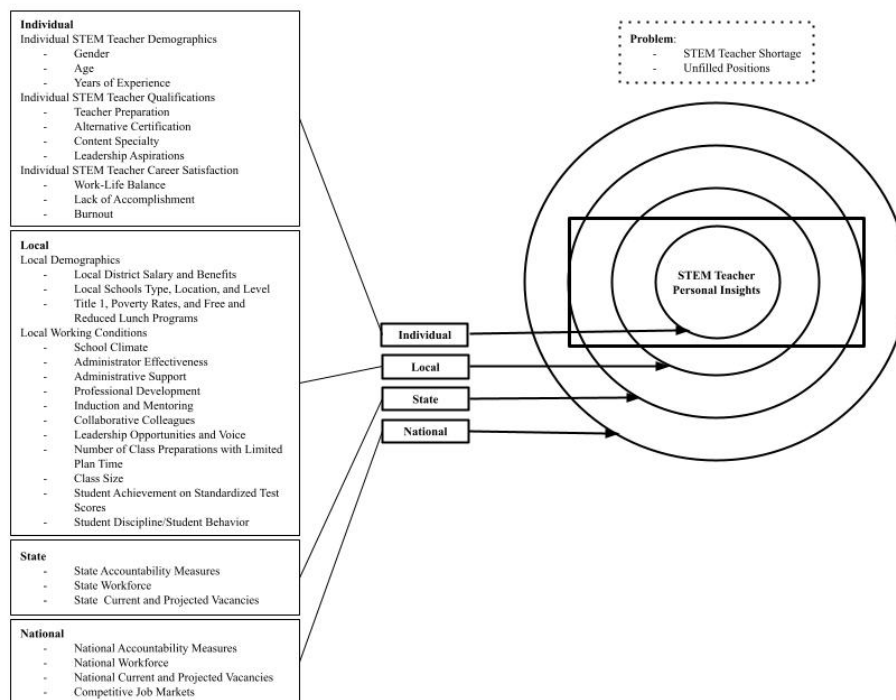 Individual
Individual STEM Teacher Demographics
- Gender
- Age
- Years of Experience
Individual STEM Teacher Qualifications
- Teacher Preparation
- Alternative Certification
- Content Specialty
- Leadership Aspirations
Individual STEM Teacher Career Satisfaction
- Work-Life Balance
- Lack of Accomplishment
- Burnout
Local
Local Demographics
- Local District Salary and Benefits
- Local Schools Type, Location, and Level
- Title 1, Poverty Rates, and Free and
Reduced Lunch Programs
Local Working Conditions
- School Climate
- Administrator Effectiveness
- Administrative Support
- Professional Development
- Induction and Mentoring
- Collaborative Colleagues
- Leadership Opportunities and Voice
- Number of Class Preparations with Limited
Plan Time
- Class Size
- Student Achievement on Standardized Test
Scores
- Student Discipline/Student Behavior
State
- State Accountability Measures
- State Workforce
- State Current and Projected Vacancies
National
- National Accountability Measures
- National Workforce
- National Current and Projected Vacancies
- Competitive Job Markets
Individual
Local
State
National
Problem:
- STEM Teacher Shortage
- Unfilled Positions
STEM Teacher
Personal Insights